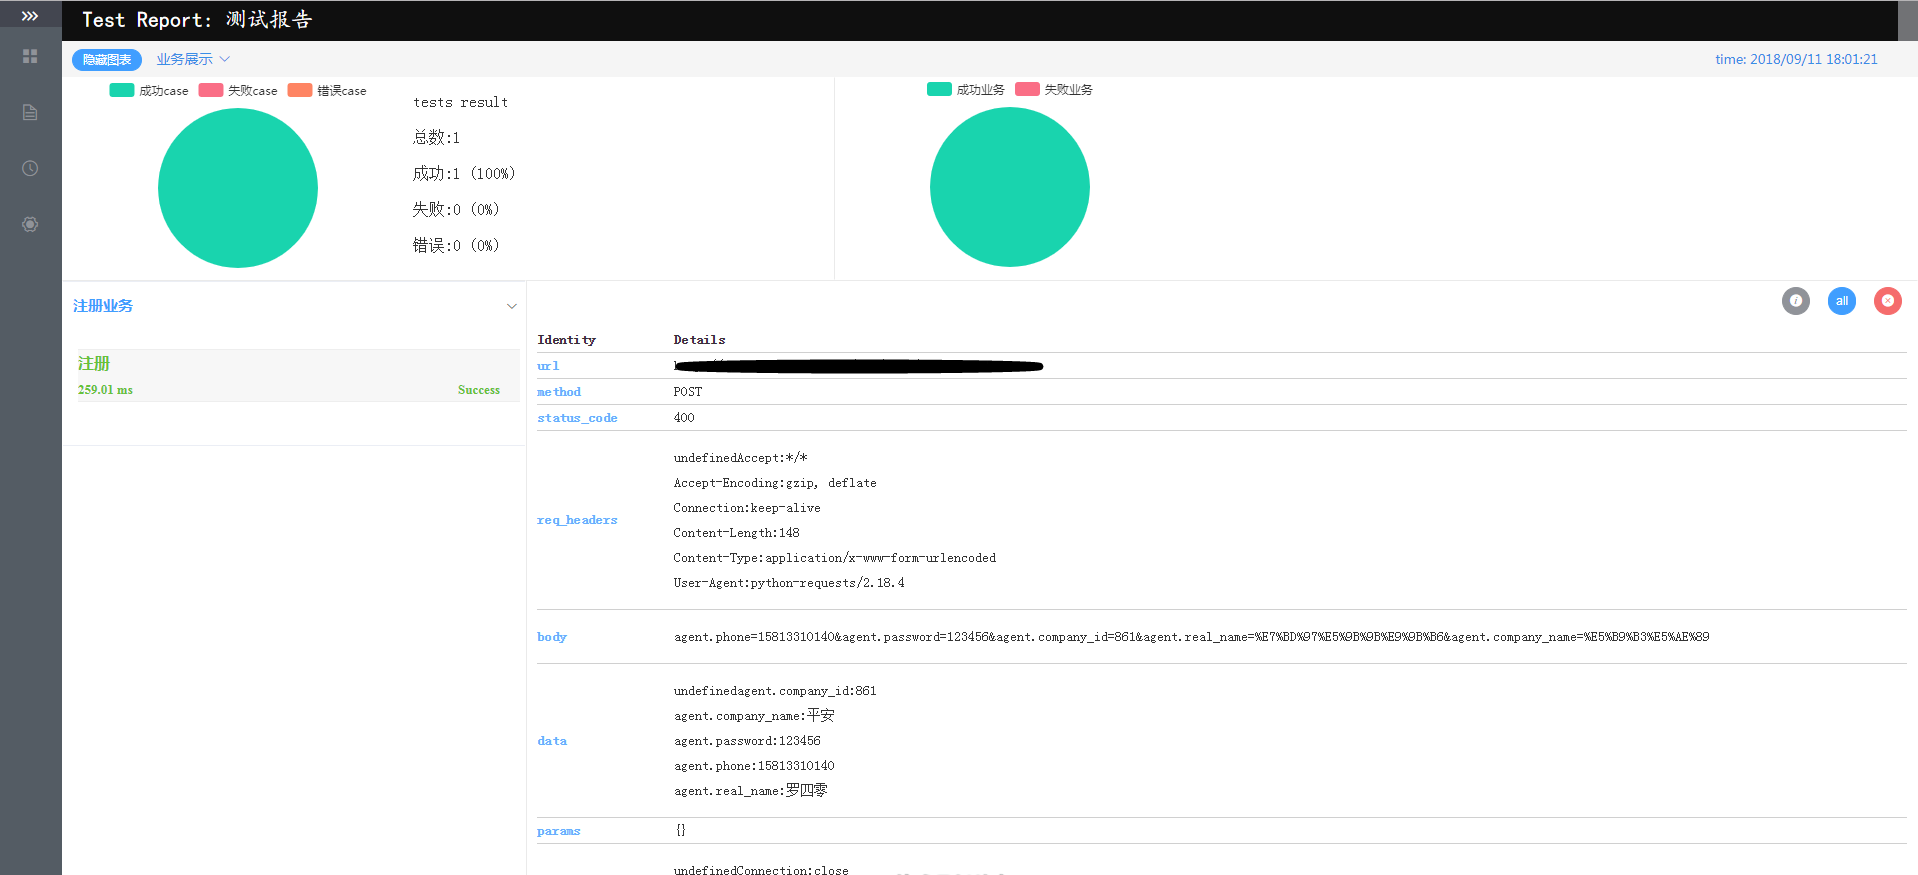 Test Report: 测试报告
隐藏图表 业务展示
time: 2018/09/11 18:01:21
成功case 失败case 错误case
tests result
总数:1
成功:1 (100%)
失败:0 (0%)
错误:0 (0%)
成功业务 失败业务
注册业务
注册
259.01 ms Success
all
Identity Details
url
method POST
status_code 400
req_headers
undefinedAccept:*/*
Accept-Encoding:gzip, deflate
Connection:keep-alive
Content-Length:148
Content-Type:application/x-www-form-urlencoded
User-Agent:python-requests/2.18.4
body agent.phone=15813310140&agent.password=123456&agent.company_id=861&agent.real_name=%E7%BD%97%E5%9B%9B%E9%9B%B6&agent.company_name=%E5%B9%B3%E5%AE%89
data
undefinedagent.company_id:861
agent.company_name:平安
agent.password:123456
agent.phone:15813310140
agent.real_name:罗四零
params {}
undefinedConnection:close